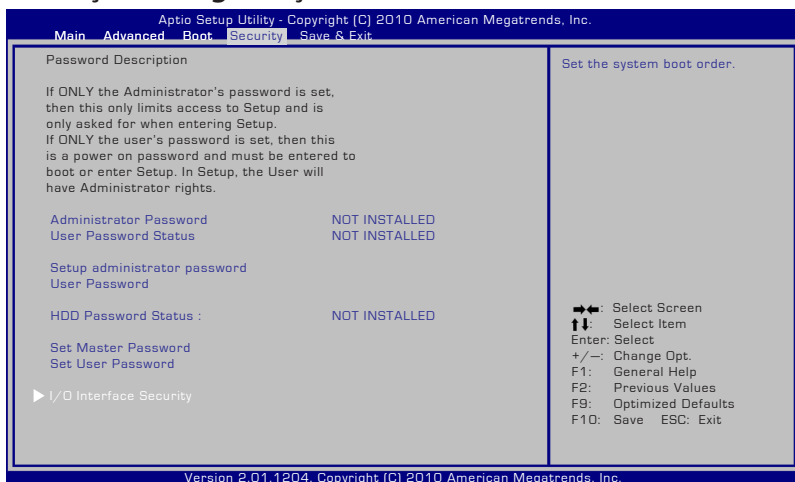 Aptio Setup Utility - Copyright (C) 2010 American Megatrends, Inc.
Main Advanced Boot Security Save & Exit
Password Description
If ONLY the Administrator's password is set,
then this only limits access to Setup and is
only asked for when entering Setup.
If ONLY the user's password is set, then this
is a power on password and must be entered to
boot or enter Setup. In Setup, the User will
have Administrator rights.
Administrator Password NOT INSTALLED
User Password Status NOT INSTALLED
Setup administrator password
User Password
HDD Password Status : NOT INSTALLED
Set Master Password
Set User Password
▶ I/O Interface Security
Set the system boot order.
→←: Select Screen
↑↓: Select Item
Enter: Select
+/—: Change Opt.
F1: General Help
F2: Previous Values
F9: Optimized Defaults
F10: Save ESC: Exit
Version 2.01.1204. Copyright (C) 2010 American Megatrends, Inc.